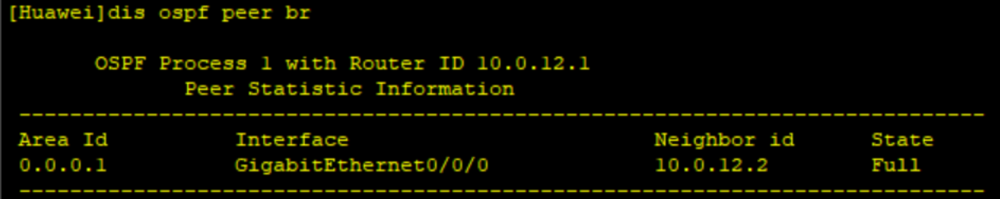 [Huawei]dis ospf peer br
OSPF Process 1 with Router ID 10.0.12.1
Peer Statistic Information
----------------------------------------------------------------------------
Area Id Interface Neighbor id State
0.0.0.1 GigabitEthernet0/0/0 10.0.12.2 Full
----------------------------------------------------------------------------